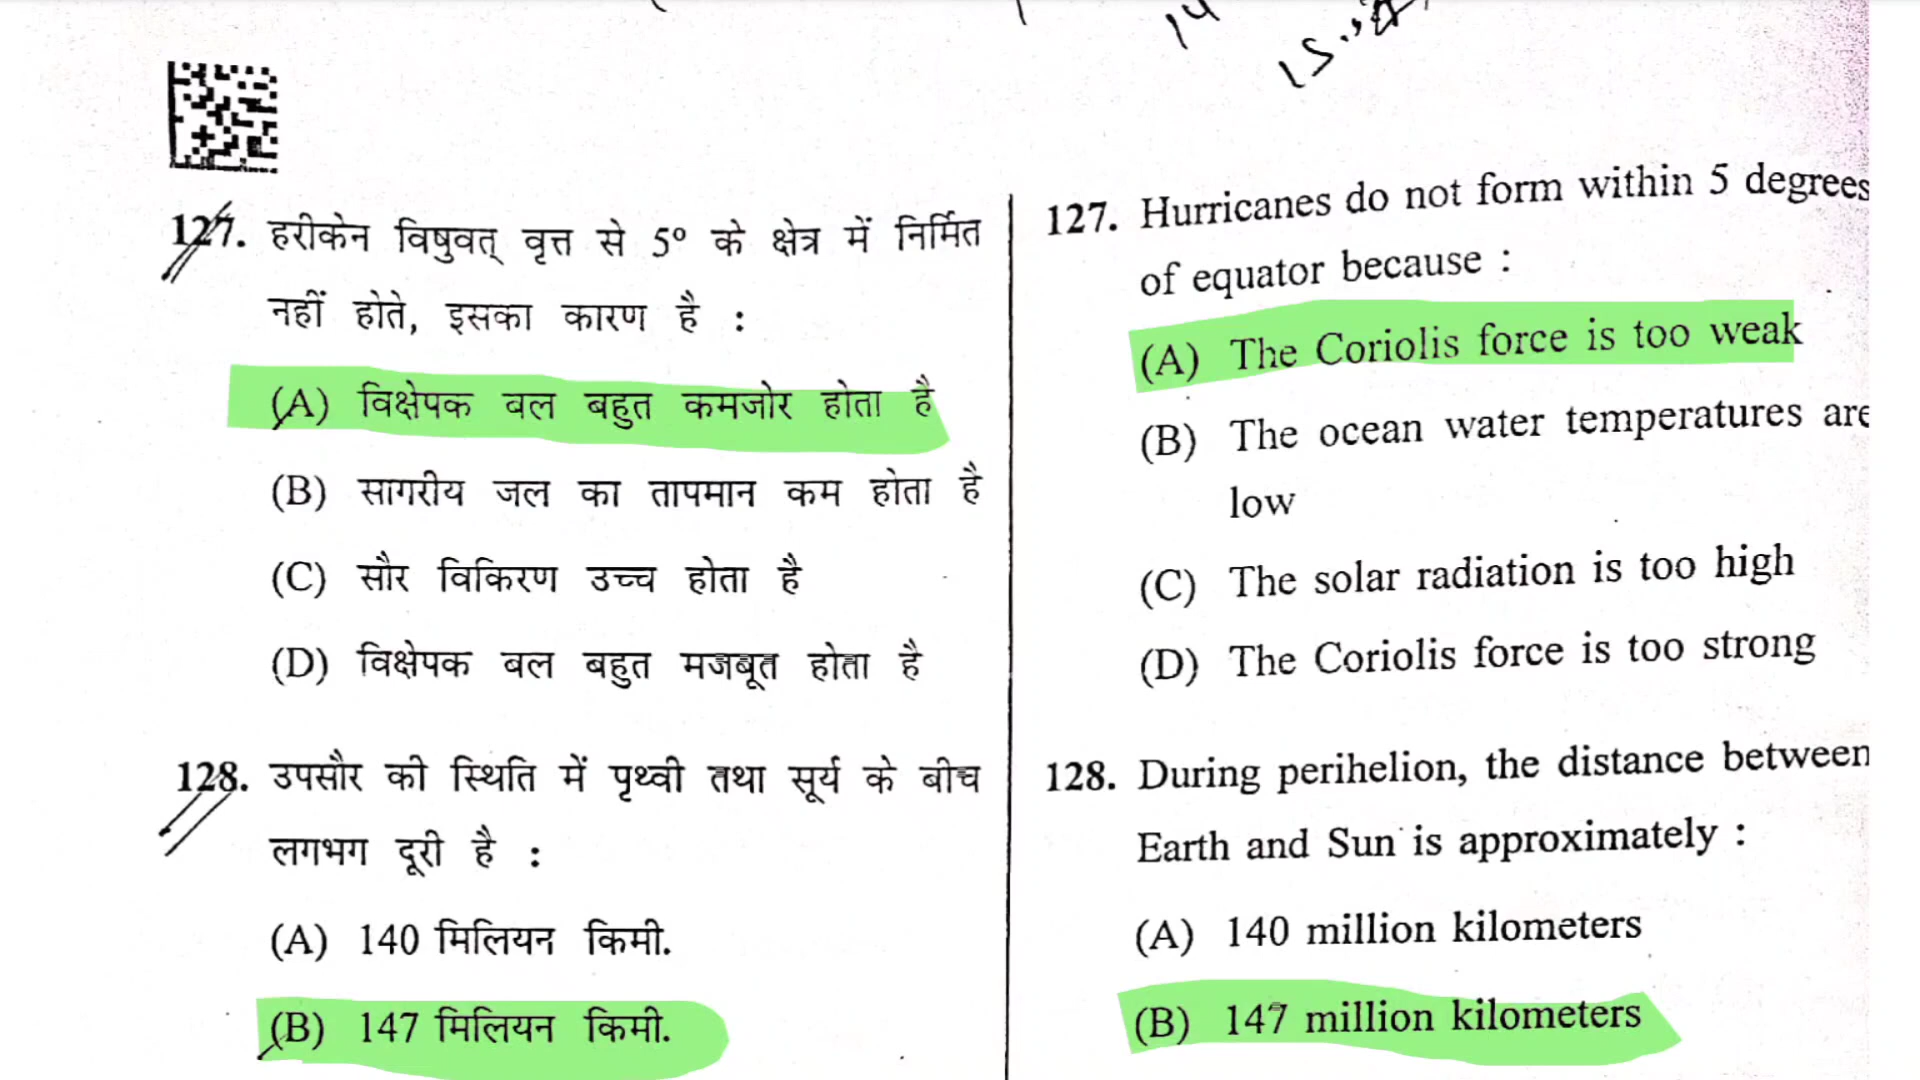 15
127. हरीकेन विषुवत् वृत्त से 5° के क्षेत्र में निर्मित
नहीं होते, इसका कारण है :
(A) विक्षेपक बल बहुत कमजोर होता है
(B) सागरीय जल का तापमान कम होता है
(C) सौर विकिरण उच्च होता है
(D) विक्षेपक बल बहुत मजबूत होता है
128. उपसौर की स्थिति में पृथ्वी तथा सूर्य के बीच
लगभग दूरी है :
(A) 140 मिलियन किमी.
(B) 147 मिलियन किमी.
127. Hurricanes do not form within 5 degrees
of equator because :
(A) The Coriolis force is too weak
(B) The ocean water temperatures are
low
(C) The solar radiation is too high
(D) The Coriolis force is too strong
128. During perihelion, the distance between
Earth and Sun is approximately :
(A) 140 million kilometers
(B) 147 million kilometers